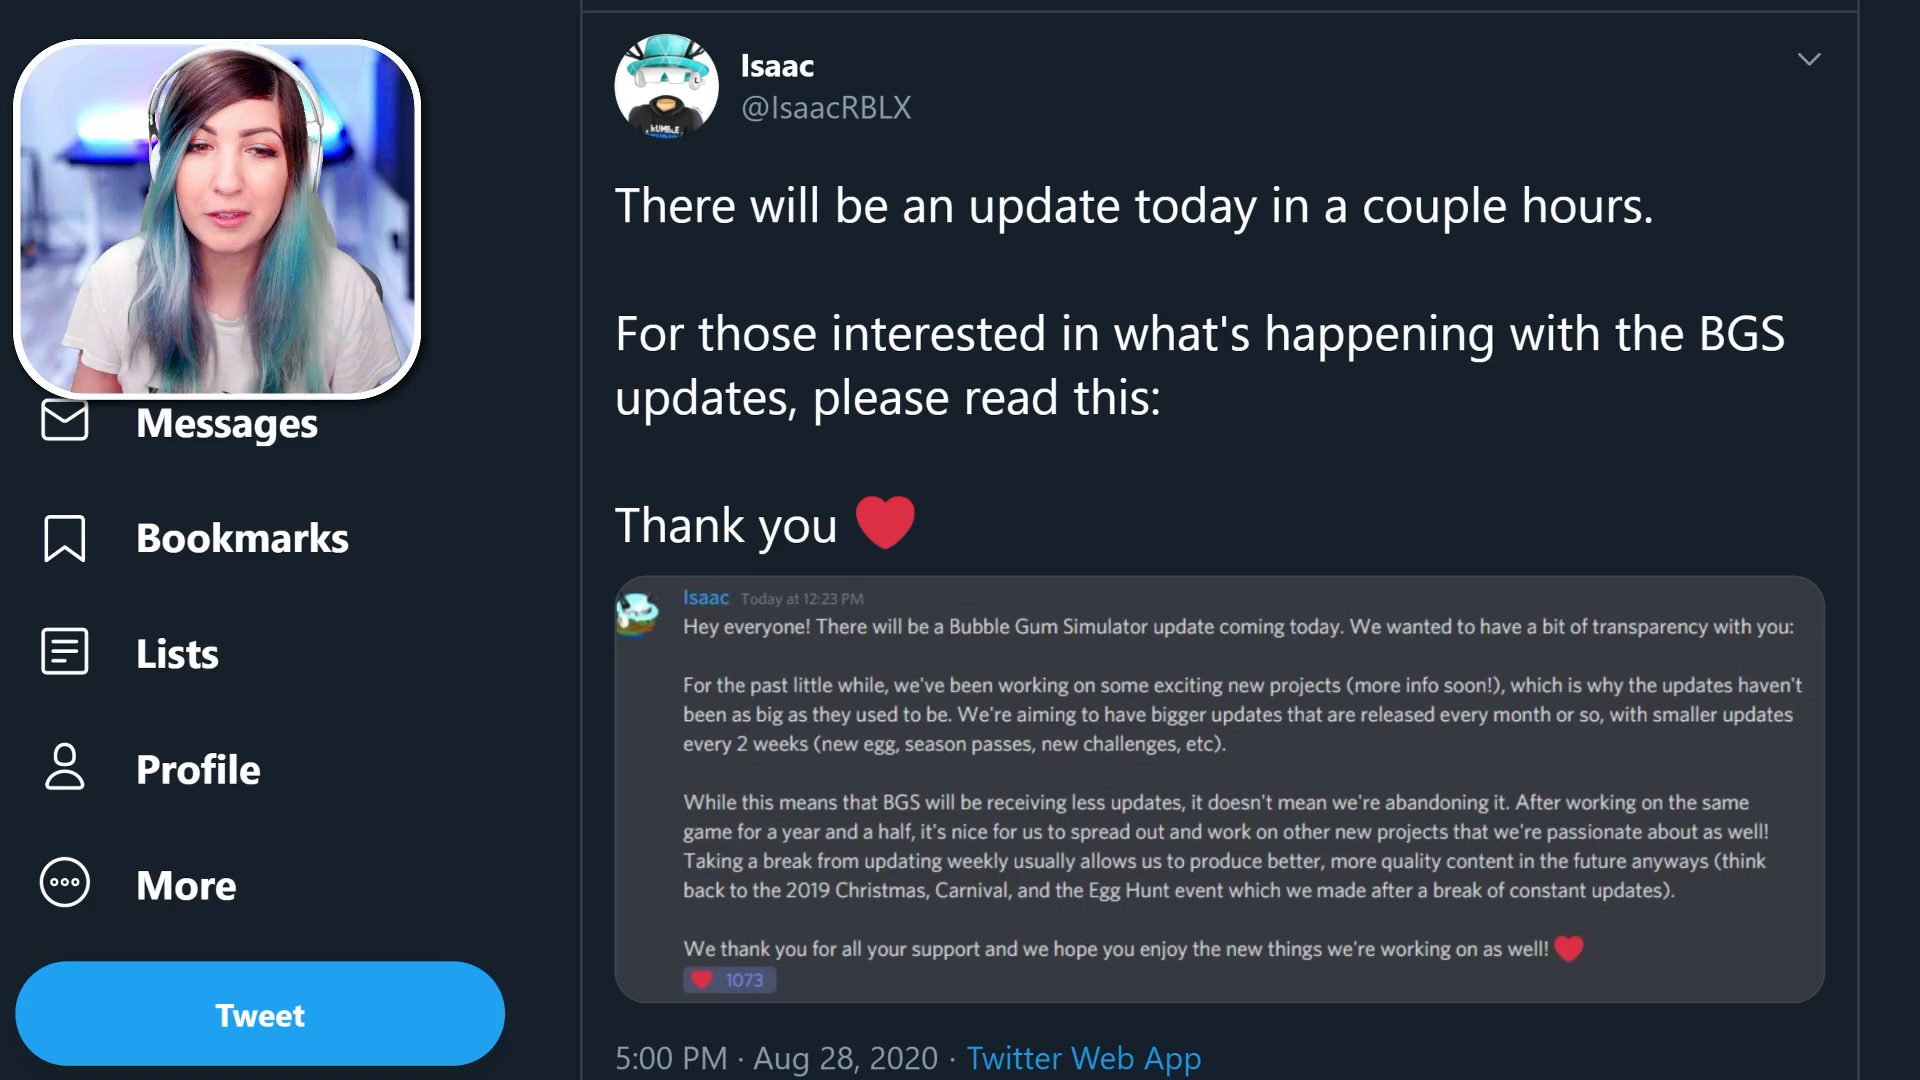 Isaac
@IsaacRBLX
There will be an update today in a couple hours.
For those interested in what's happening with the BGS
updates, please read this:
Thank you ❤️
Isaac Today at 12:23 PM
Hey everyone! There will be a Bubble Gum Simulator update coming today. We wanted to have a bit of transparency with you:
For the past little while, we've been working on some exciting new projects (more info soon!), which is why the updates haven't
been as big as they used to be. We're aiming to have bigger updates that are released every month or so, with smaller updates
every 2 weeks (new egg, season passes, new challenges, etc).
While this means that BGS will be receiving less updates, it doesn't mean we're abandoning it. After working on the same
game for a year and a half, it's nice for us to spread out and work on other new projects that we're passionate about as well!
Taking a break from updating weekly usually allows us to produce better, more quality content in the future anyways (think
back to the 2019 Christmas, Carnival, and the Egg Hunt event which we made after a break of constant updates).
We thank you for all your support and we hope you enjoy the new things we're working on as well! ❤️
❤️ 1073
5:00 PM · Aug 28, 2020 · Twitter Web App
Messages
Bookmarks
Lists
Profile
More
Tweet